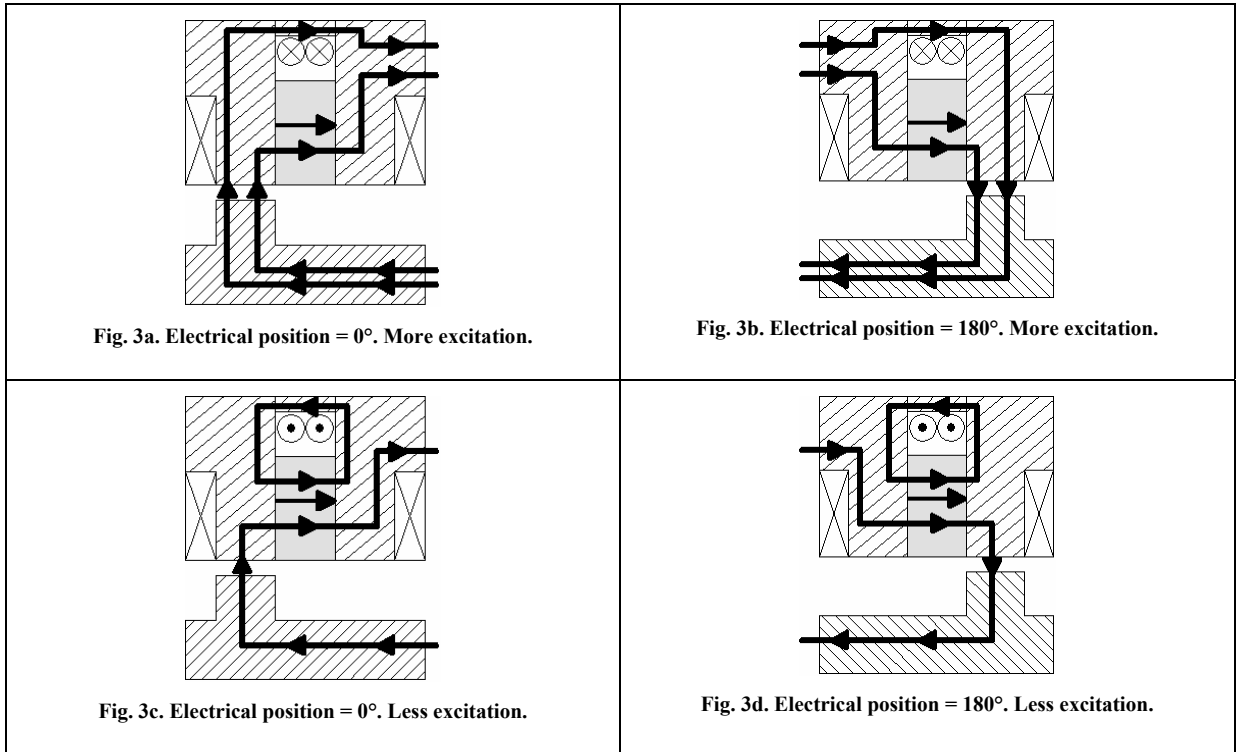 Fig. 3a. Electrical position = 0°. More excitation.
Fig. 3b. Electrical position = 180°. More excitation.
Fig. 3c. Electrical position = 0°. Less excitation.
Fig. 3d. Electrical position = 180°. Less excitation.